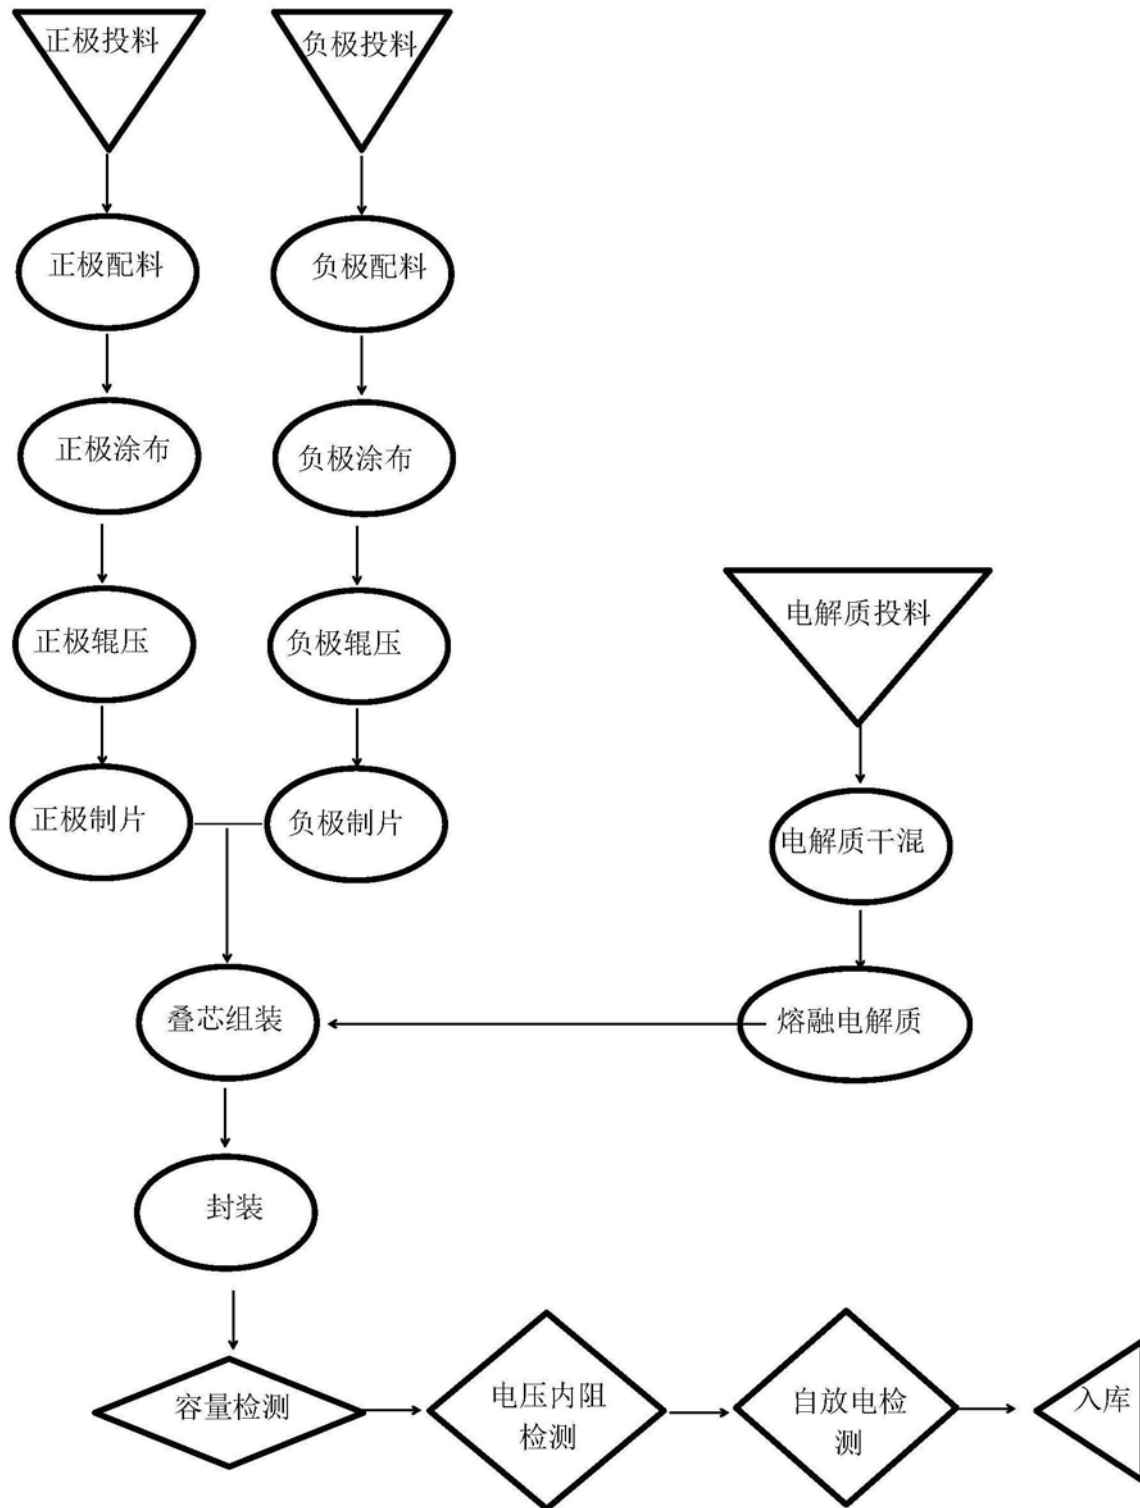 正极投料
负极投料
正极配料
负极配料
正极涂布
负极涂布
正极辊压
负极辊压
电解质投料
正极制片
负极制片
电解质干混
叠芯组装
熔融电解质
封装
容量检测
电压内阻
检测
自放电检
测
入库